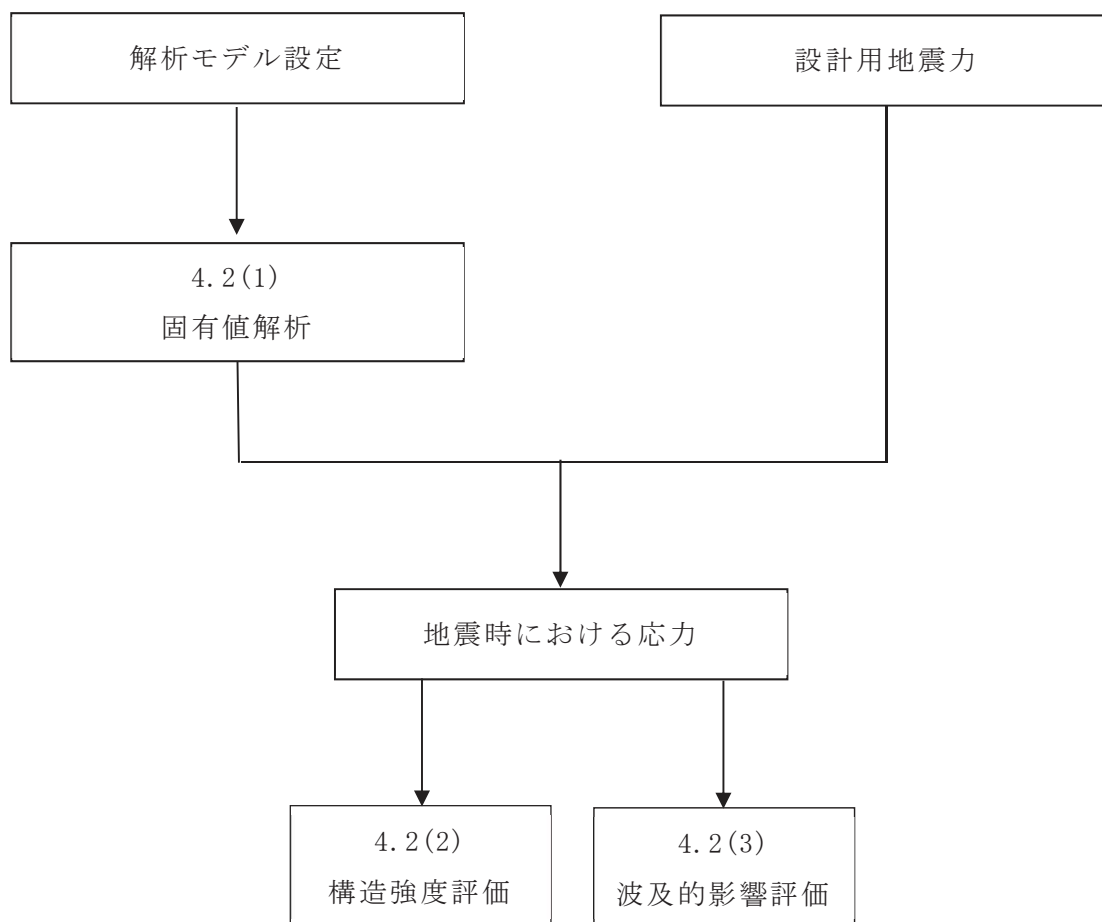 解析モデル設定
設計用地震力
4.2(1)
固有値解析
地震時における応力
4.2(2)
構造強度評価
4.2(3)
波及的影響評価